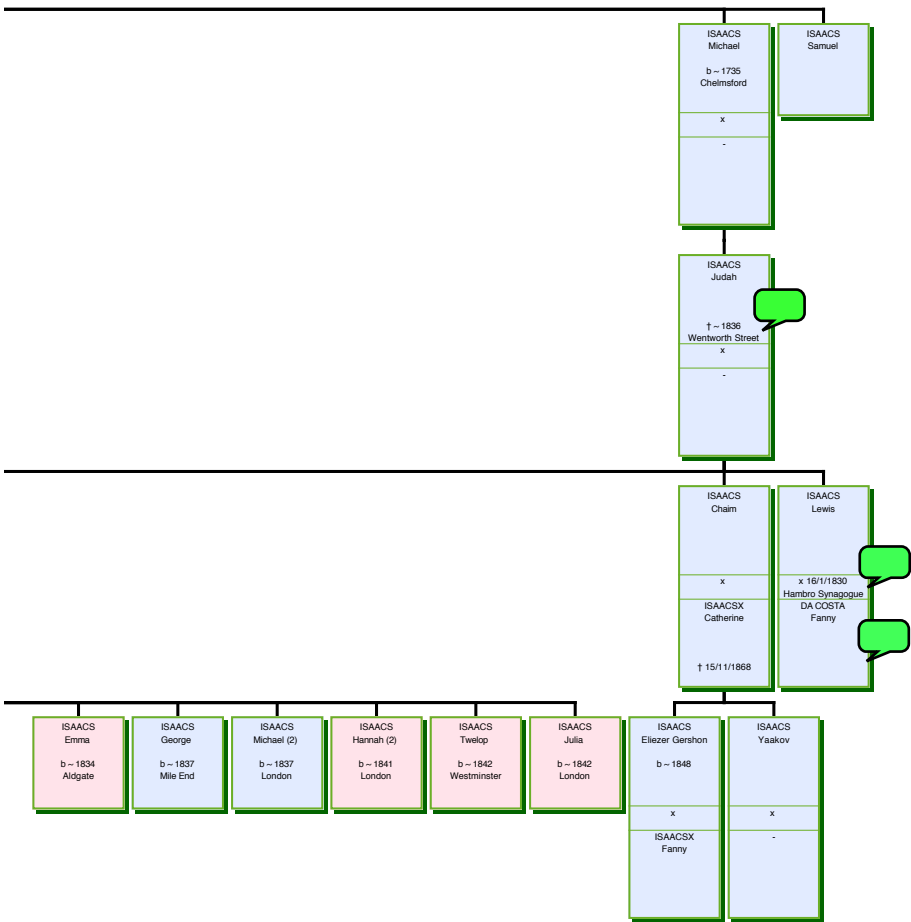 ISAACS
Michael
b ~ 1735
Chelmsford
x
-
ISAACS
Samuel
ISAACS
Judah
† ~ 1836
Wentworth Street
x
-
ISAACS
Chaim
x
ISAACSX
Catherine
† 15/11/1868
ISAACS
Lewis
x 16/1/1830
Hambro Synagogue
DA COSTA
Fanny
ISAACS
Emma
b ~ 1834
Aldgate
ISAACS
George
b ~ 1837
Mile End
ISAACS
Michael (2)
b ~ 1837
London
ISAACS
Hannah (2)
b ~ 1841
London
ISAACS
Twelop
b ~ 1842
Westminster
ISAACS
Julia
b ~ 1842
London
ISAACS
Eliezer Gershon
b ~ 1848
x
ISAACSX
Fanny
ISAACS
Yaakov
x
-